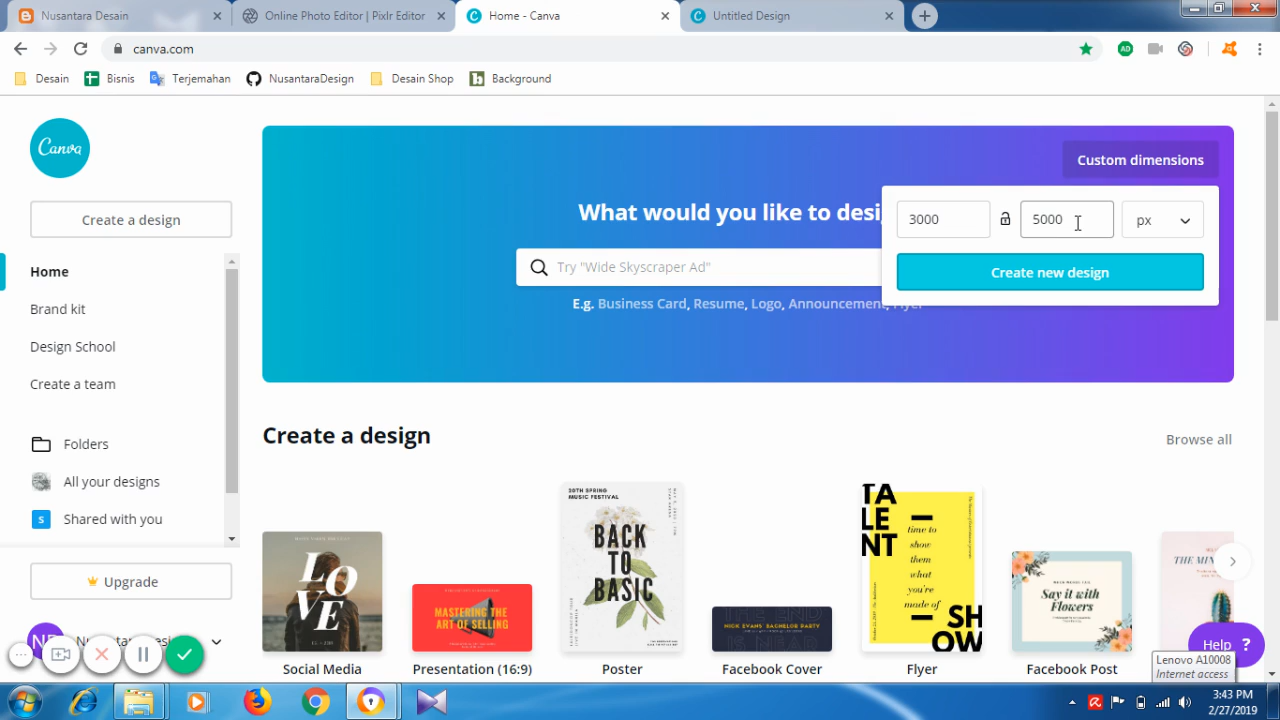 Nusantara Desain
Online Photo Editor | Pixlr Editor
Home - Canva
Untitled Design
canva.com
Desain
Bisnis
Terjemahan
NusantaraDesign
Desain Shop
Background
Canva
Create a design
Home
Brand kit
Design School
Create a team
Folders
All your designs
Shared with you
Upgrade
Custom dimensions
What would you like to desi
3000
5000
px
Create new design
Try "Wide Skyscraper Ad"
E.g. Business Card, Resume, Logo, Announcement, Flyer
Create a design
Browse all
LO
VE
Social Media
MASTERING THE
ART OF SELLING
Presentation (16:9)
20TH SPRING
MUSIC FESTIVAL
BACK
TO
BASIC
Poster
NICK EVANS' BACHELOR PARTY
Facebook Cover
TA
LE
NT
time to
show
them
what
you're
made of
SH
OW
Flyer
Say it with
Flowers
Facebook Post
THE MIN
Help ?
Lenovo A10008
Internet access
3:43 PM
2/27/2019